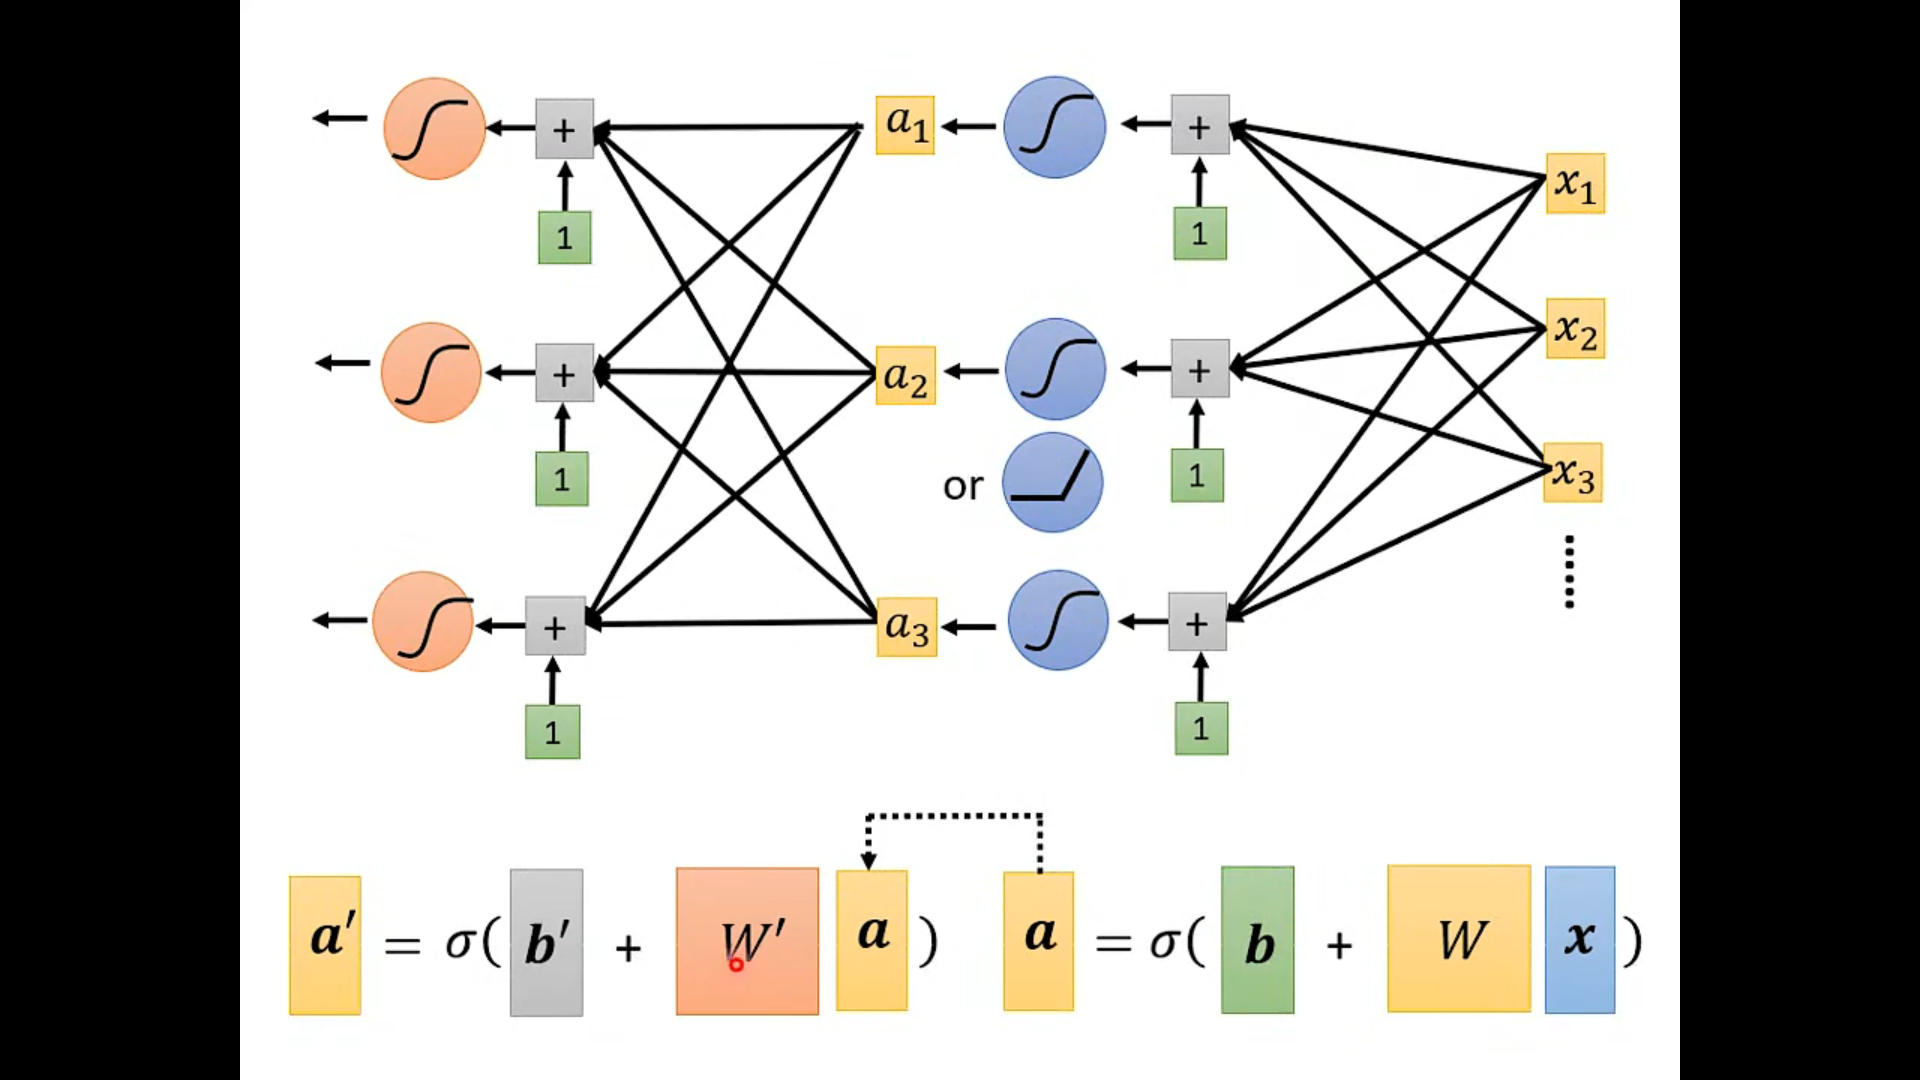 + a₁ + x₁
1 1
+ a₂ + x₂
1 or 1 x₃
+ a₃ +
1 1
a′ = σ( b′ + W′ a ) a = σ( b + W x )